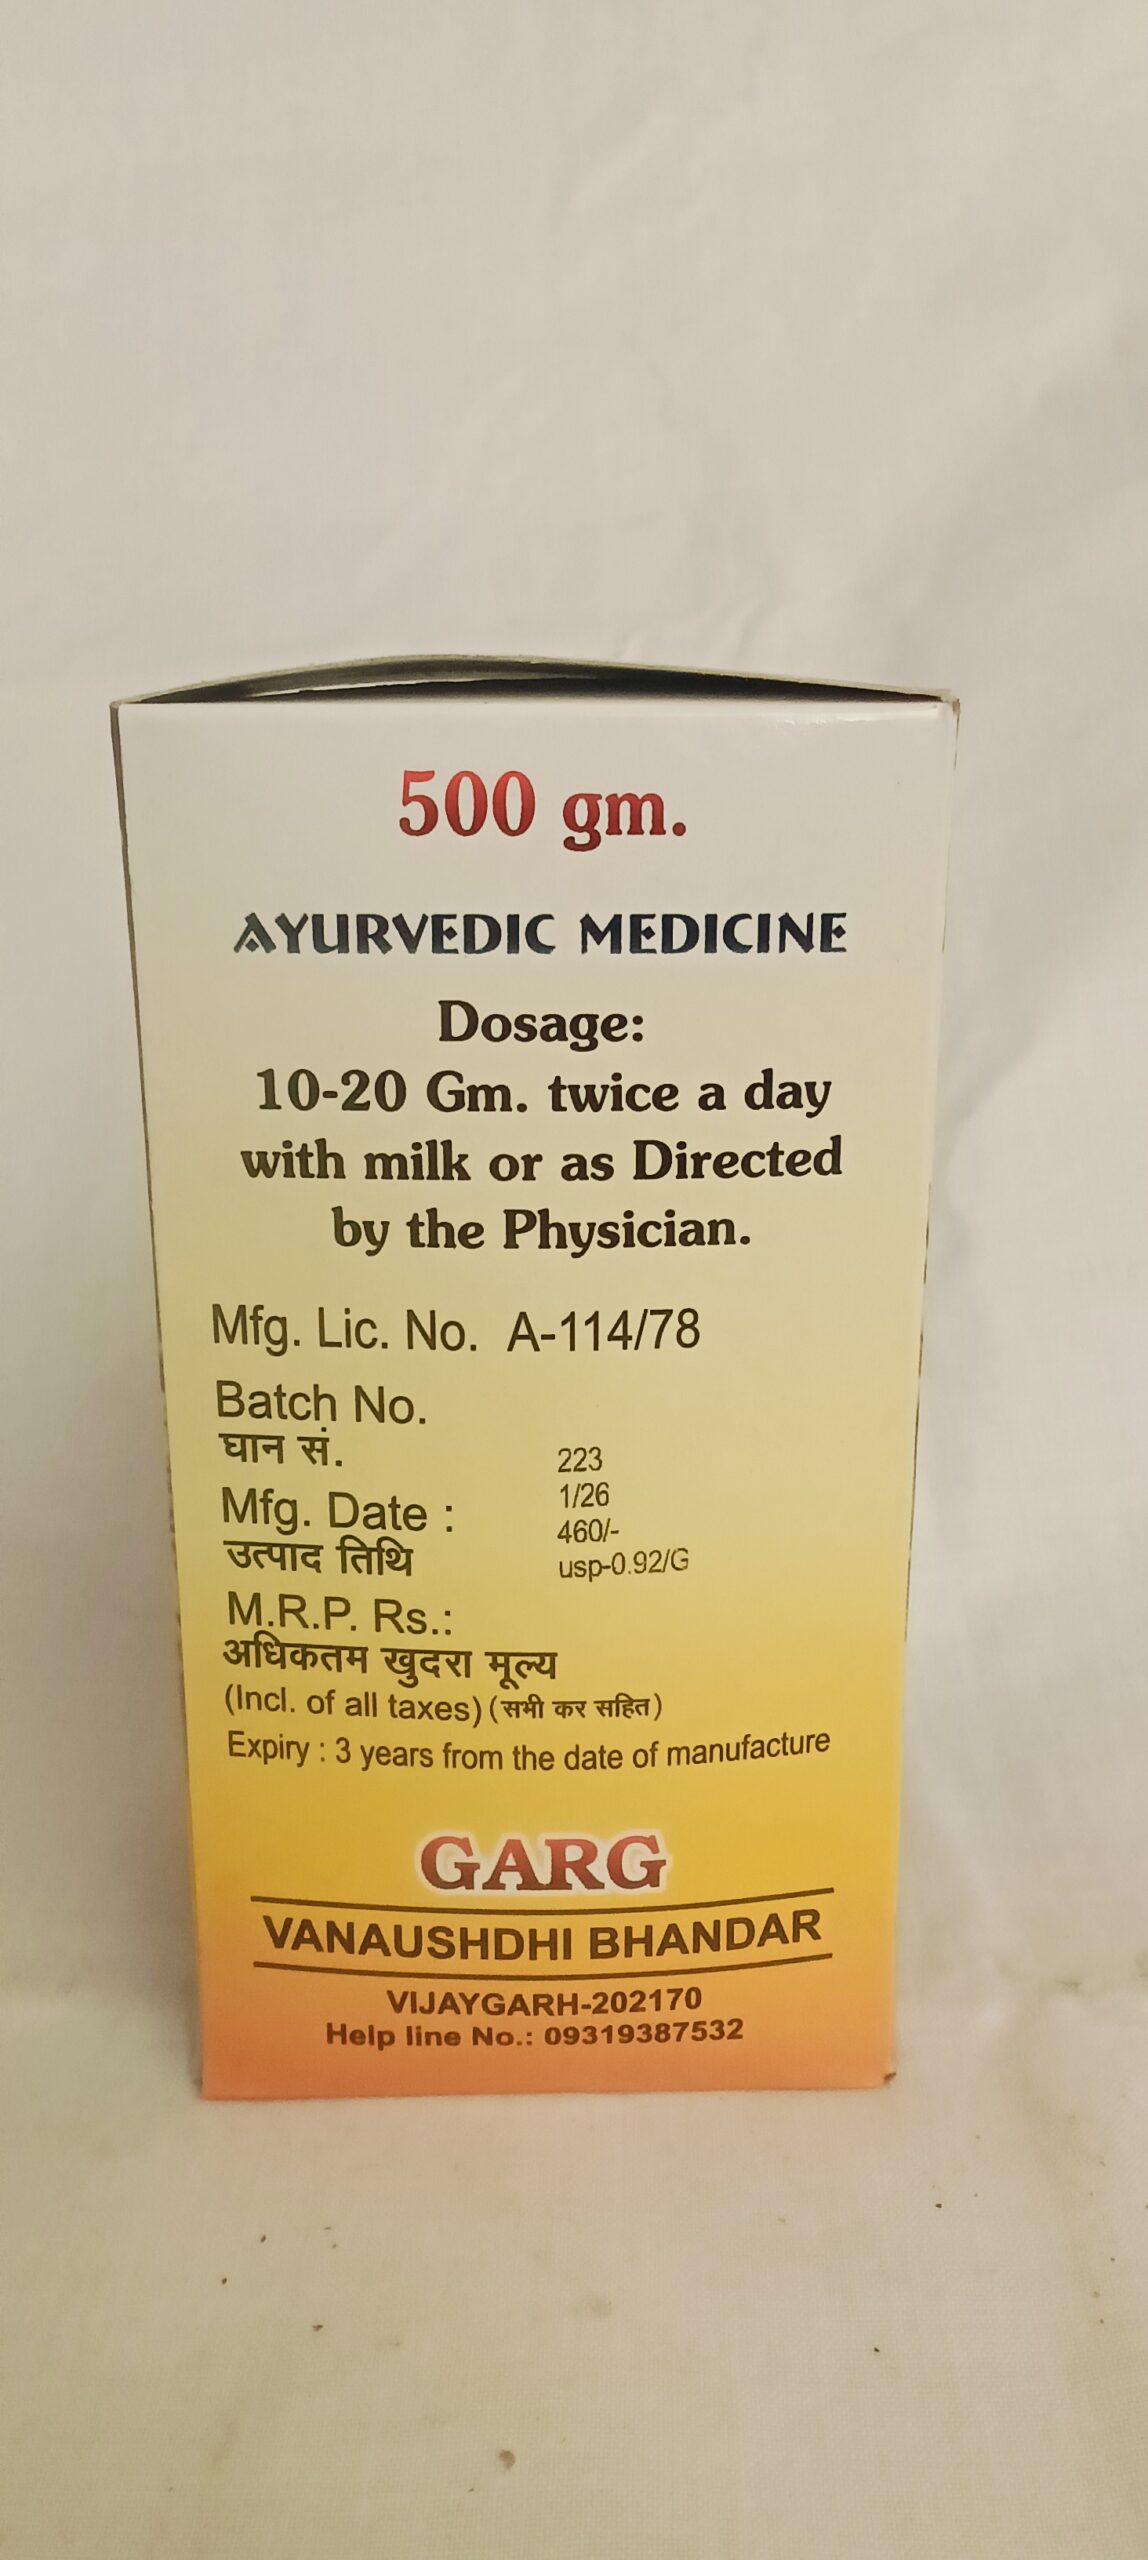 500 gm.
AYURVEDIC MEDICINE
Dosage:
10-20 Gm. twice a day
with milk or as Directed
by the Physician.
Mfg. Lic. No. A-114/78
Batch No.
घान सं.
223
Mfg. Date :
1/26
उत्पाद तिथि
460/-
usp-0.92/G
M.R.P. Rs.:
अधिकतम खुदरा मूल्य
(Incl. of all taxes) (सभी कर सहित)
Expiry : 3 years from the date of manufacture
GARG
VANAUSHDHI BHANDAR
VIJAYGARH-202170
Help line No.: 09319387532